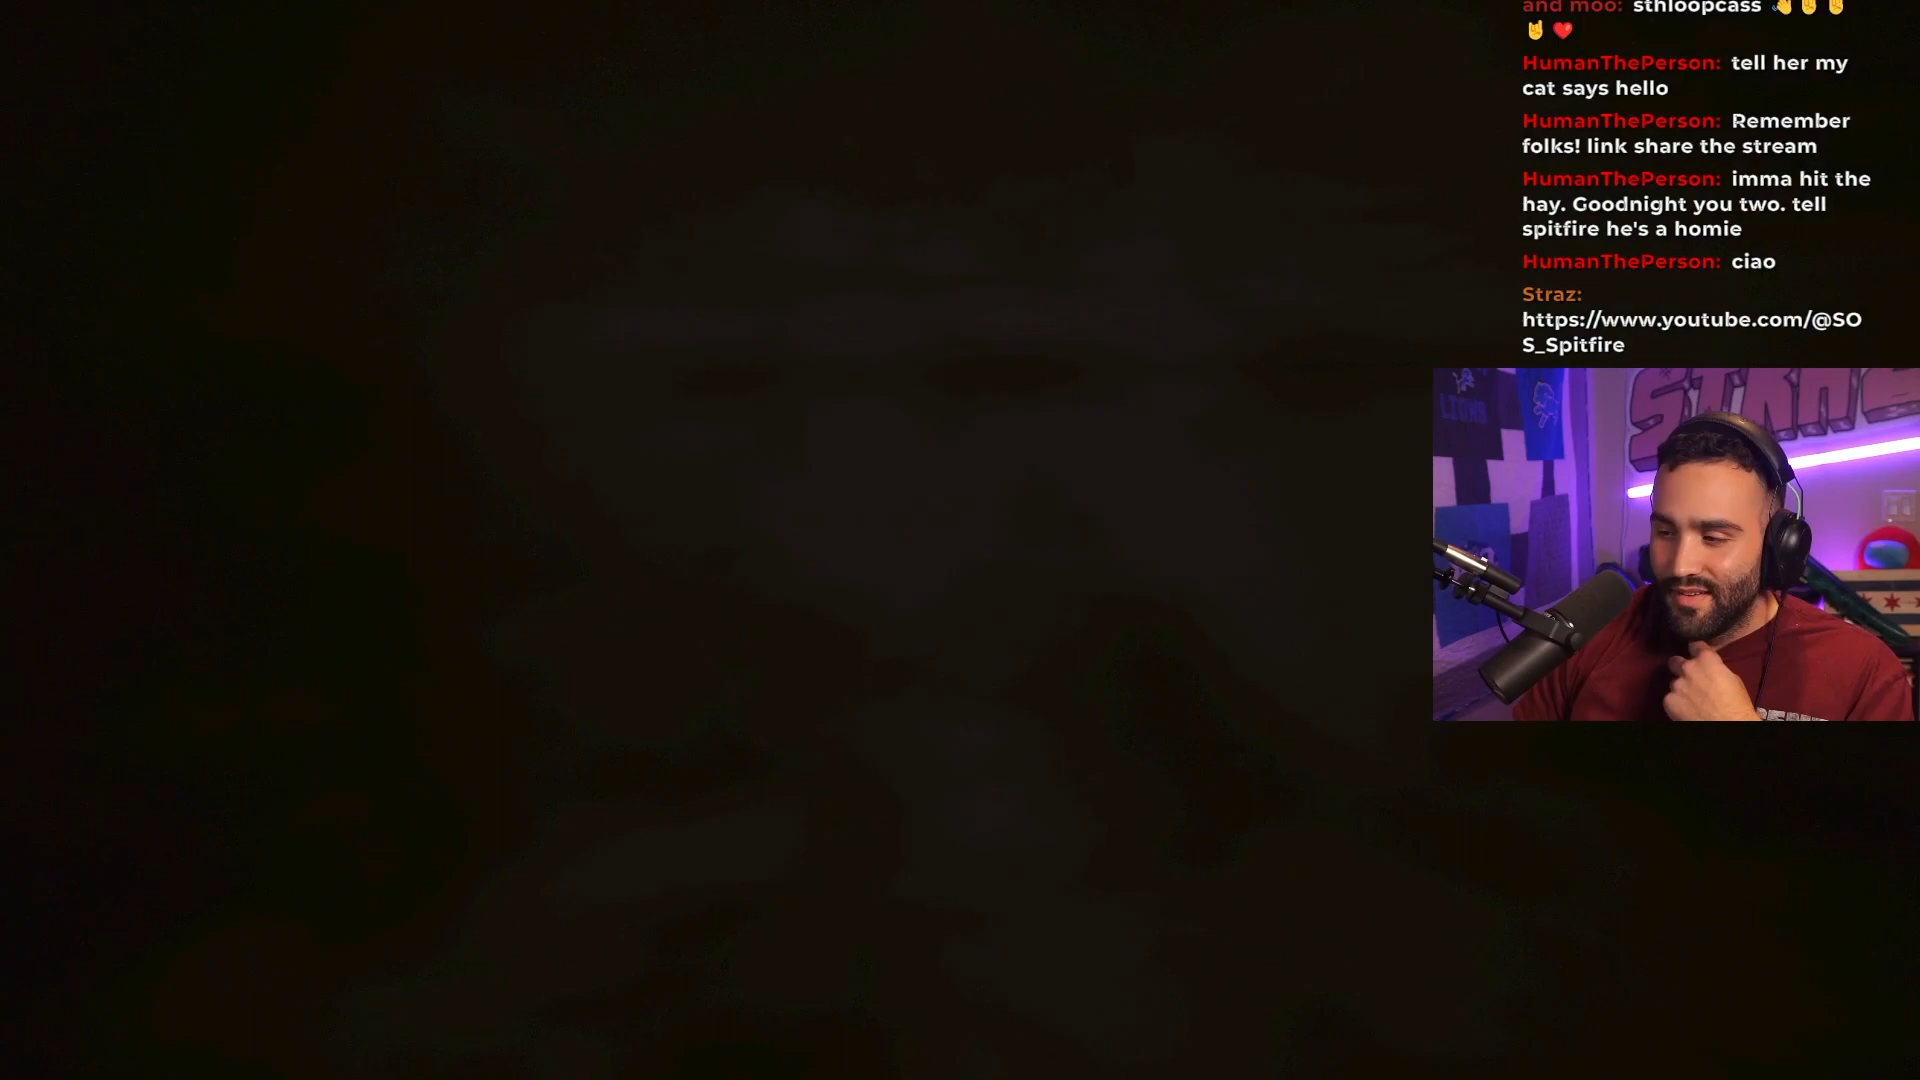 and moo: sthloopcass 👋🤘🤘
🤘❤️
HumanThePerson: tell her my
cat says hello
HumanThePerson: Remember
folks! link share the stream
HumanThePerson: imma hit the
hay. Goodnight you two. tell
spitfire he's a homie
HumanThePerson: ciao
Straz:
https://www.youtube.com/@SO
S_Spitfire
LIONS